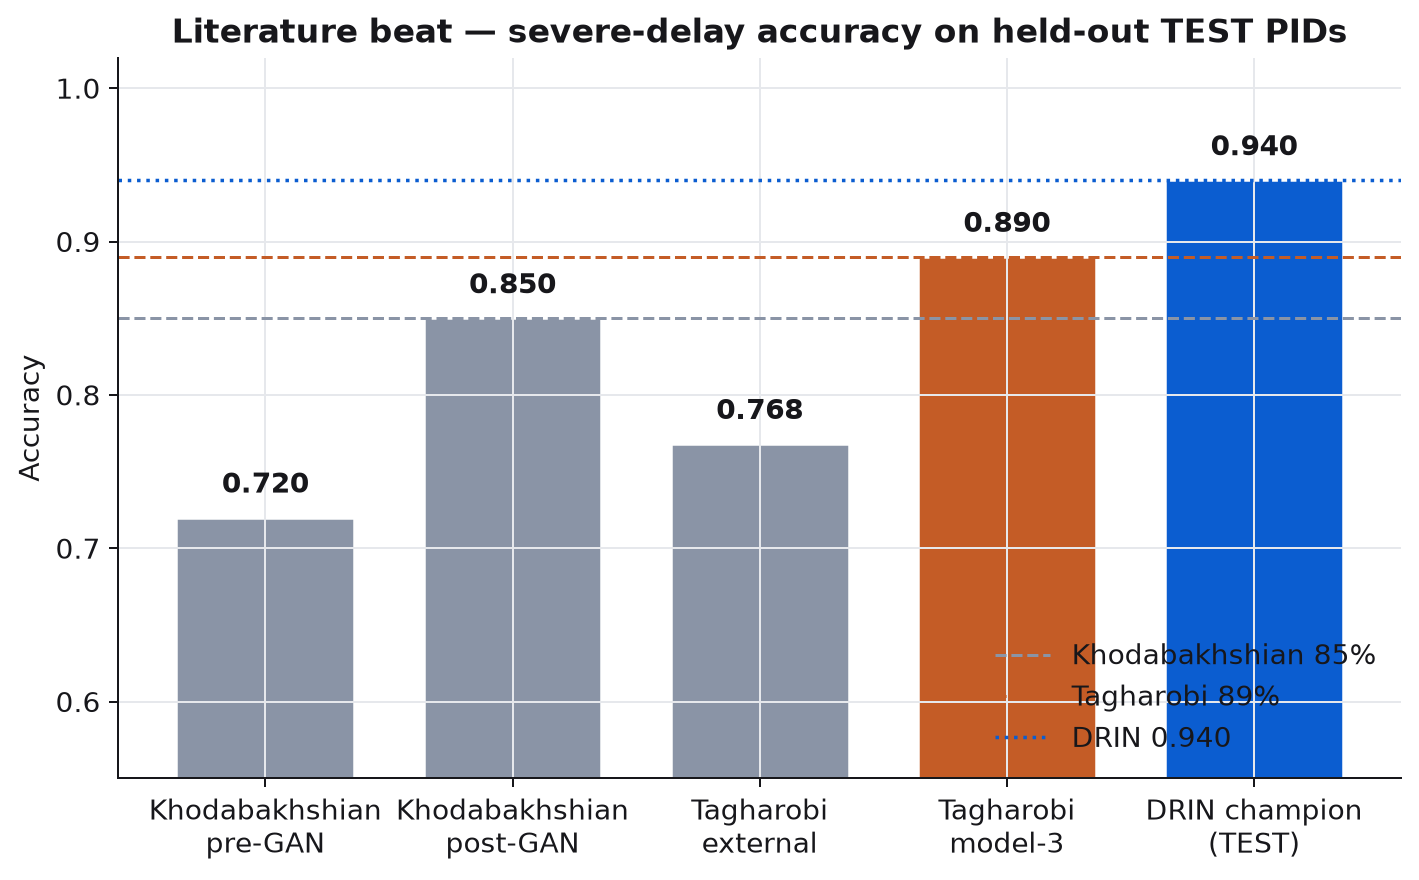 Literature beat — severe-delay accuracy on held-out TEST PIDs
Accuracy
1.0
0.9
0.8
0.7
0.6
0.720
0.850
0.768
0.890
0.940
Khodabakhshian 85%
Tagharobi 89%
DRIN 0.940
Khodabakhshian
pre-GAN
Khodabakhshian
post-GAN
Tagharobi
external
Tagharobi
model-3
DRIN champion
(TEST)